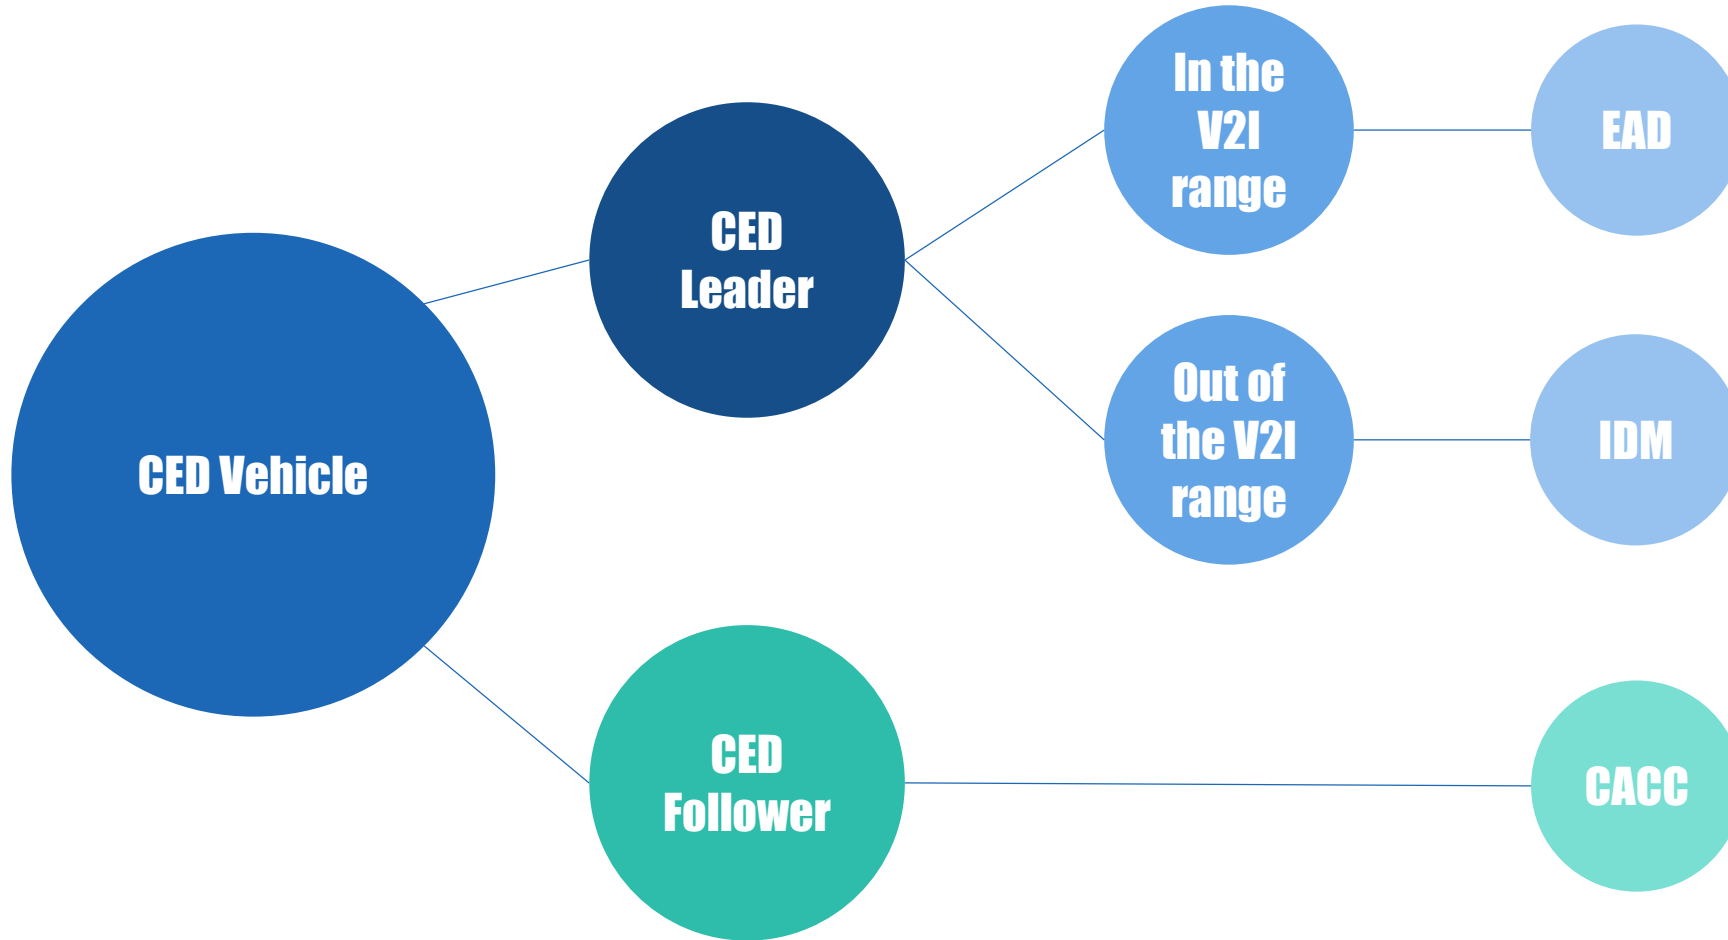 CED Vehicle
CED
Leader
In the
V2I
range
EAD
Out of
the V2I
range
IDM
CED
Follower
CACC